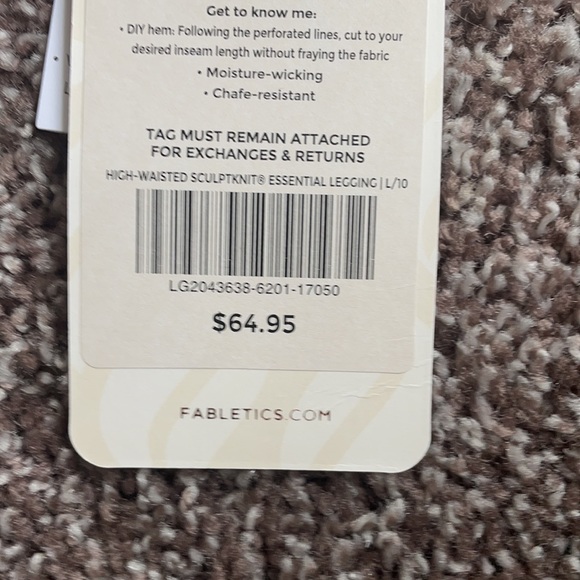 Get to know me:
• DIY hem: Following the perforated lines, cut to your
desired inseam length without fraying the fabric
• Moisture-wicking
• Chafe-resistant
TAG MUST REMAIN ATTACHED
FOR EXCHANGES & RETURNS
HIGH-WAISTED SCULPTKNIT® ESSENTIAL LEGGING | L/10
LG2043638-6201-17050
$64.95
FABLETICS.COM